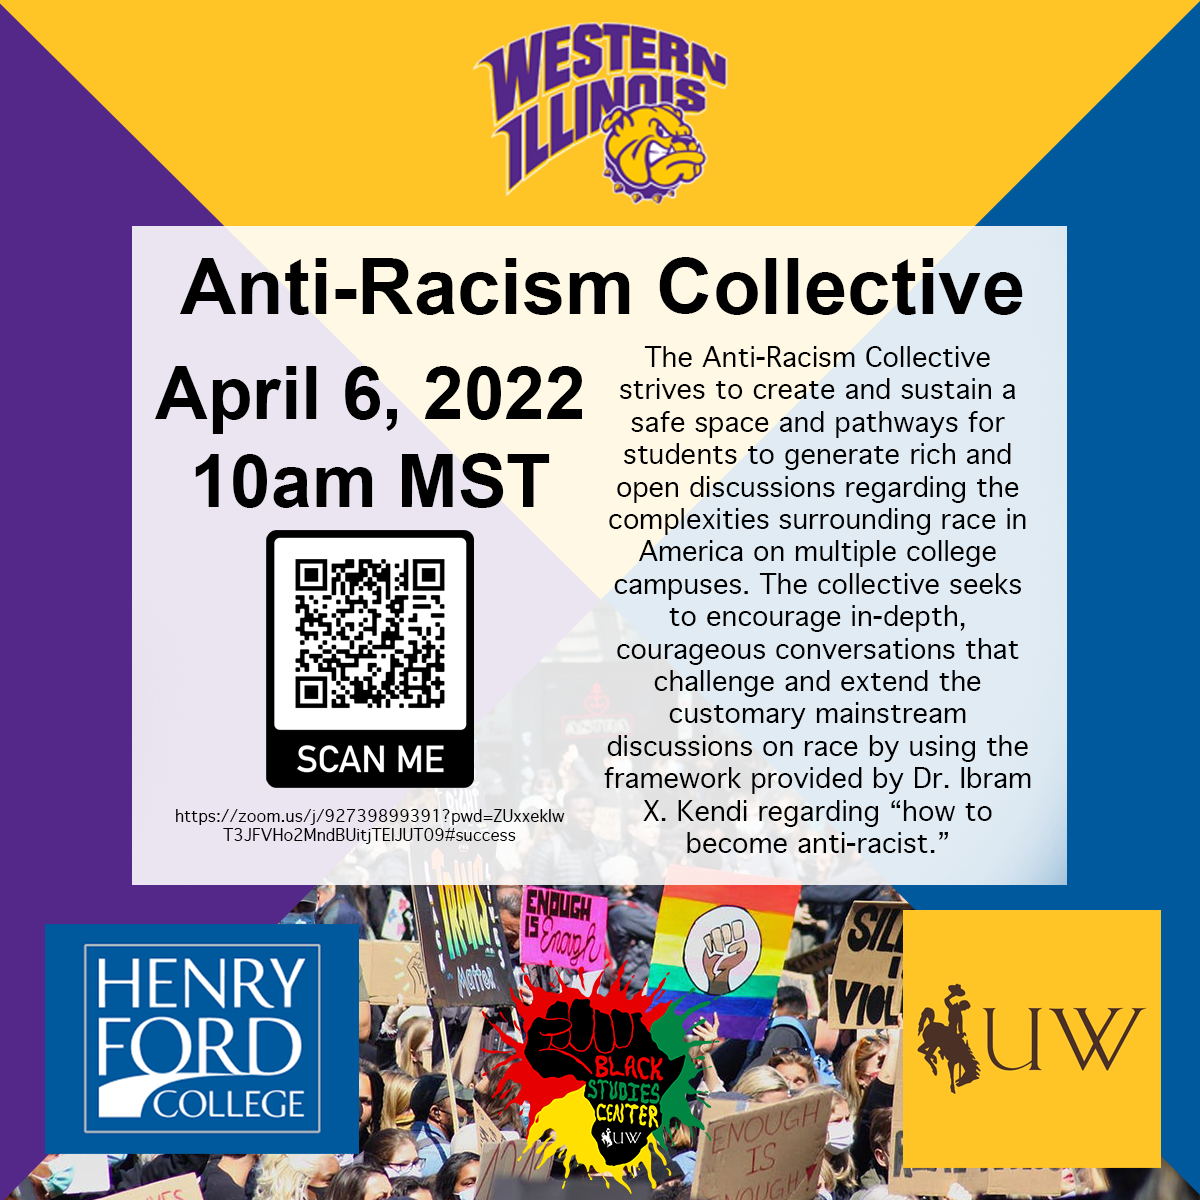 WESTERN
ILLINOIS
Anti-Racism Collective
April 6, 2022
10am MST
SCAN ME
https://zoom.us/j/92739899391?pwd=ZUxxekIw
T3JFVHo2MndBUitjTElJUT09#success
The Anti-Racism Collective
strives to create and sustain a
safe space and pathways for
students to generate rich and
open discussions regarding the
complexities surrounding race in
America on multiple college
campuses. The collective seeks
to encourage in-depth,
courageous conversations that
challenge and extend the
customary mainstream
discussions on race by using the
framework provided by Dr. Ibram
X. Kendi regarding “how to
become anti-racist.”
TRANS
Matter
ENOUGH
IS
Enough
HENRY
FORD
COLLEGE
BLACK
STUDIES
CENTER
UW
UW
ENOUGH
IS
ENOUGH!